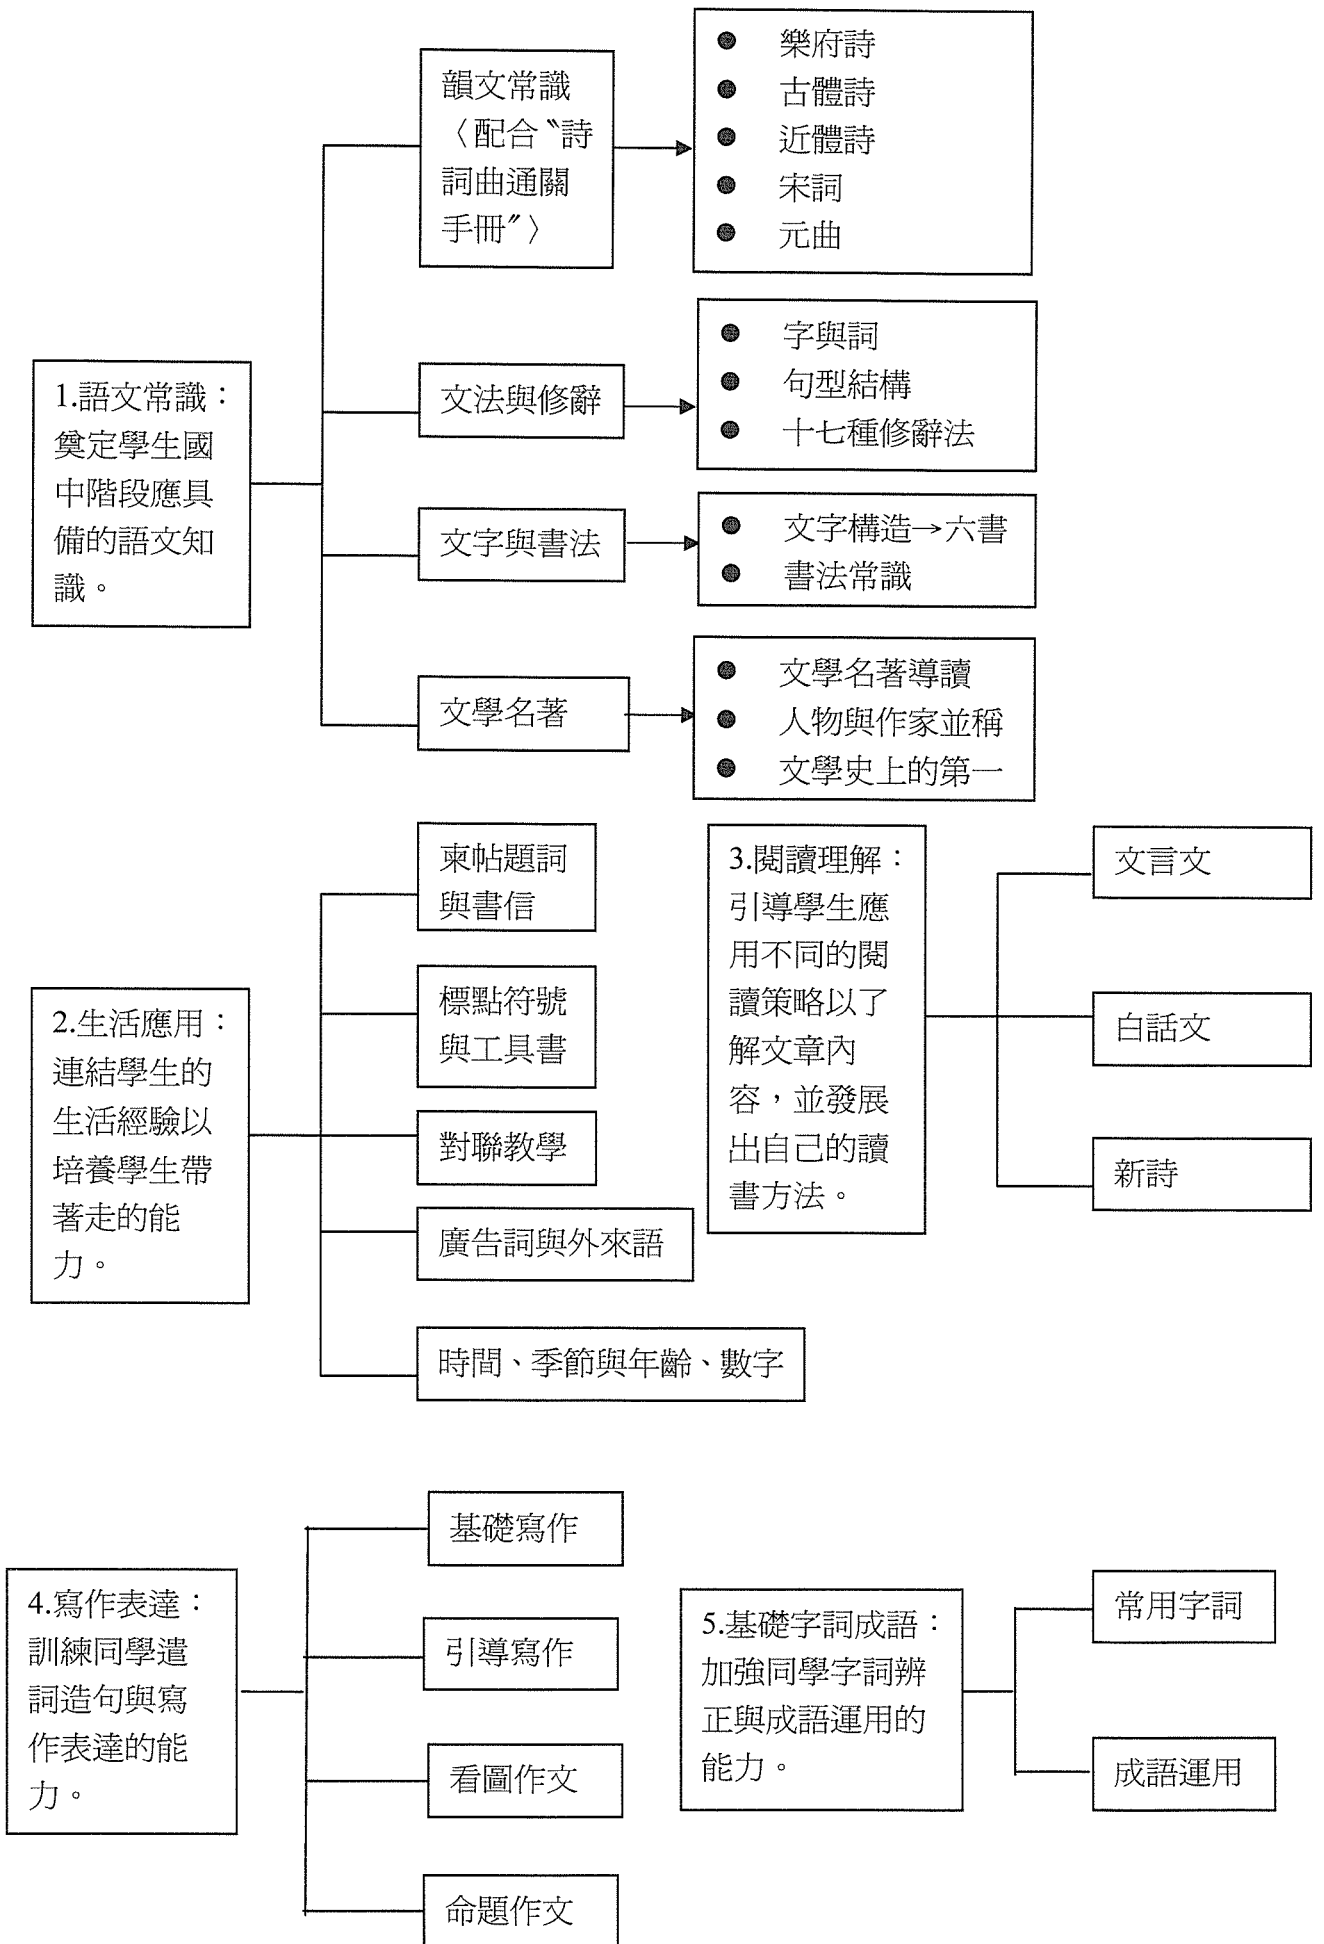 1.語文常識：
奠定學生國
中階段應具
備的語文知
識。
韻文常識
〈配合〝詩
詞曲通關
手冊〞〉
● 樂府詩
● 古體詩
● 近體詩
● 宋詞
● 元曲
文法與修辭
● 字與詞
● 句型結構
● 十七種修辭法
文字與書法
● 文字構造→六書
● 書法常識
文學名著
● 文學名著導讀
● 人物與作家並稱
● 文學史上的第一
2.生活應用：
連結學生的
生活經驗以
培養學生帶
著走的能
力。
柬帖題詞
與書信
標點符號
與工具書
對聯教學
廣告詞與外來語
時間、季節與年齡、數字
3.閱讀理解：
引導學生應
用不同的閱
讀策略以了
解文章內
容，並發展
出自己的讀
書方法。
文言文
白話文
新詩
4.寫作表達：
訓練同學遣
詞造句與寫
作表達的能
力。
基礎寫作
引導寫作
看圖作文
命題作文
5.基礎字詞成語：
加強同學字詞辨
正與成語運用的
能力。
常用字詞
成語運用